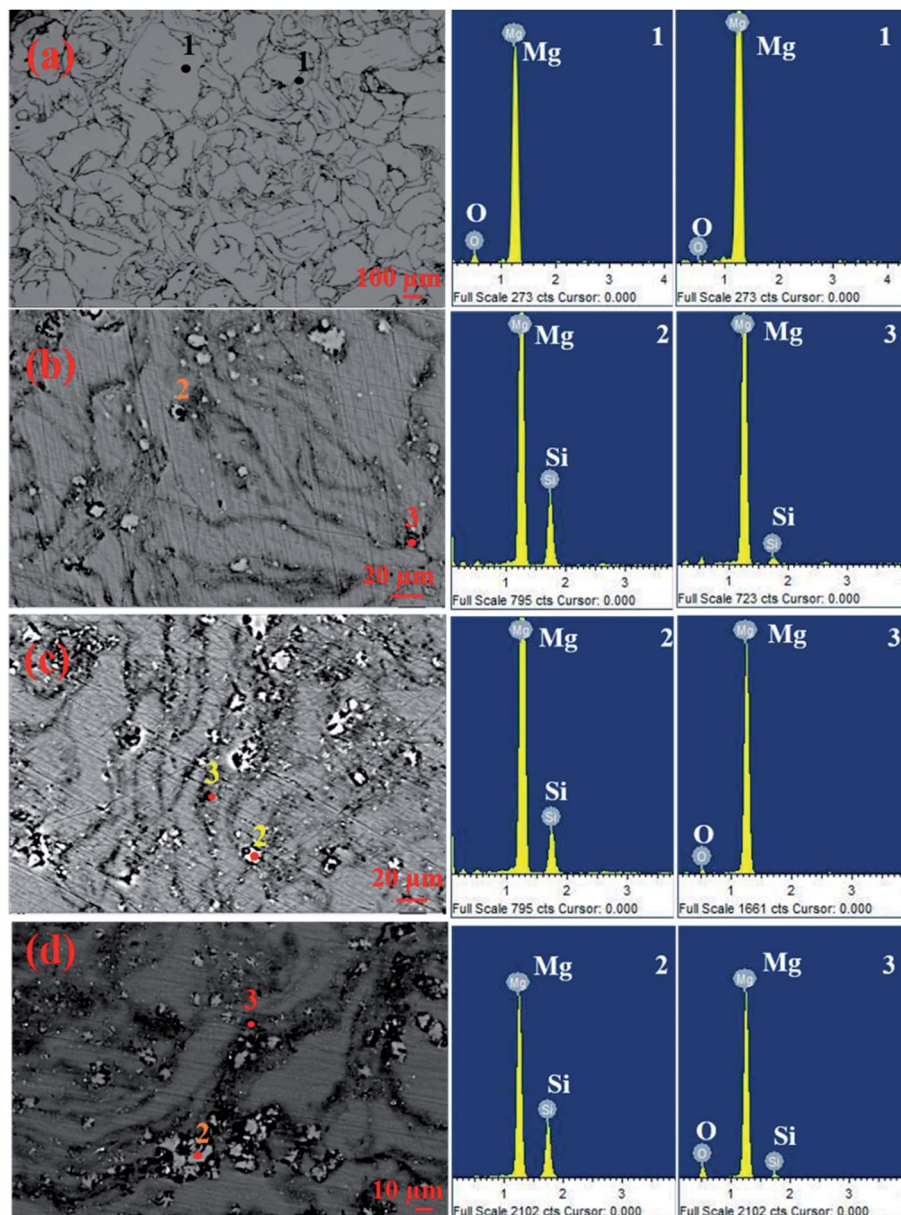 (a)
1
1
100 µm
Mg
Mg
1
O
O
1 2 3 4
Full Scale 273 cts Cursor: 0.000
Mg
Mg
1
O
O
1 2 3 4
Full Scale 273 cts Cursor: 0.000
(b)
2
3
20 µm
Mg
Mg
2
Si
Si
1 2 3
Full Scale 795 cts Cursor: 0.000
Mg
Mg
3
Si
Si
1 2 3
Full Scale 723 cts Cursor: 0.000
(c)
3
2
20 µm
Mg
Mg
2
Si
Si
1 2 3
Full Scale 795 cts Cursor: 0.000
Mg
Mg
3
O
O
1 2 3
Full Scale 1661 cts Cursor: 0.000
(d)
3
2
10 µm
Mg
Mg
2
Si
Si
1 2 3
Full Scale 2102 cts Cursor: 0.000
Mg
Mg
3
O
O
Si
Si
1 2 3
Full Scale 2102 cts Cursor: 0.000